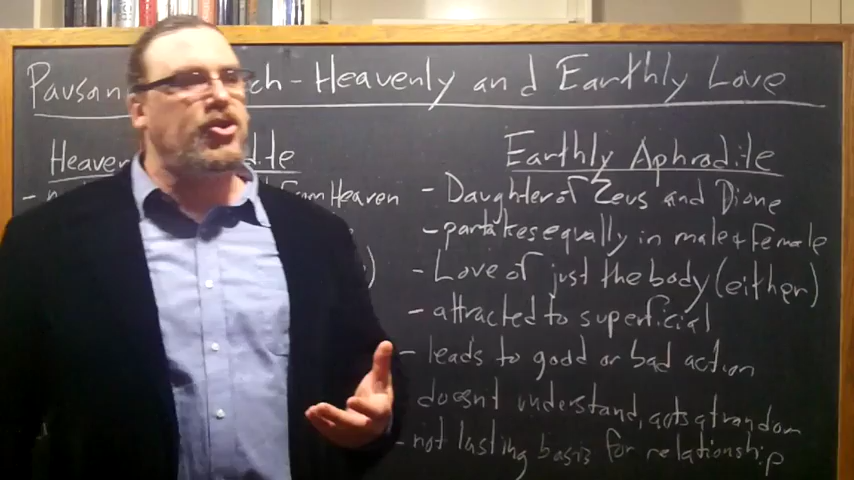 Pausan ch - Heavenly and Earthly Love
Heaven dite
from Heaven
Earthly Aphrodite
- Daughter of Zeus and Dione
- partakes equally in male & female
- Love of just the body (either)
- attracted to superficial
- leads to good or bad action
doesn't understand, acts at random
- not lasting basis for relationship